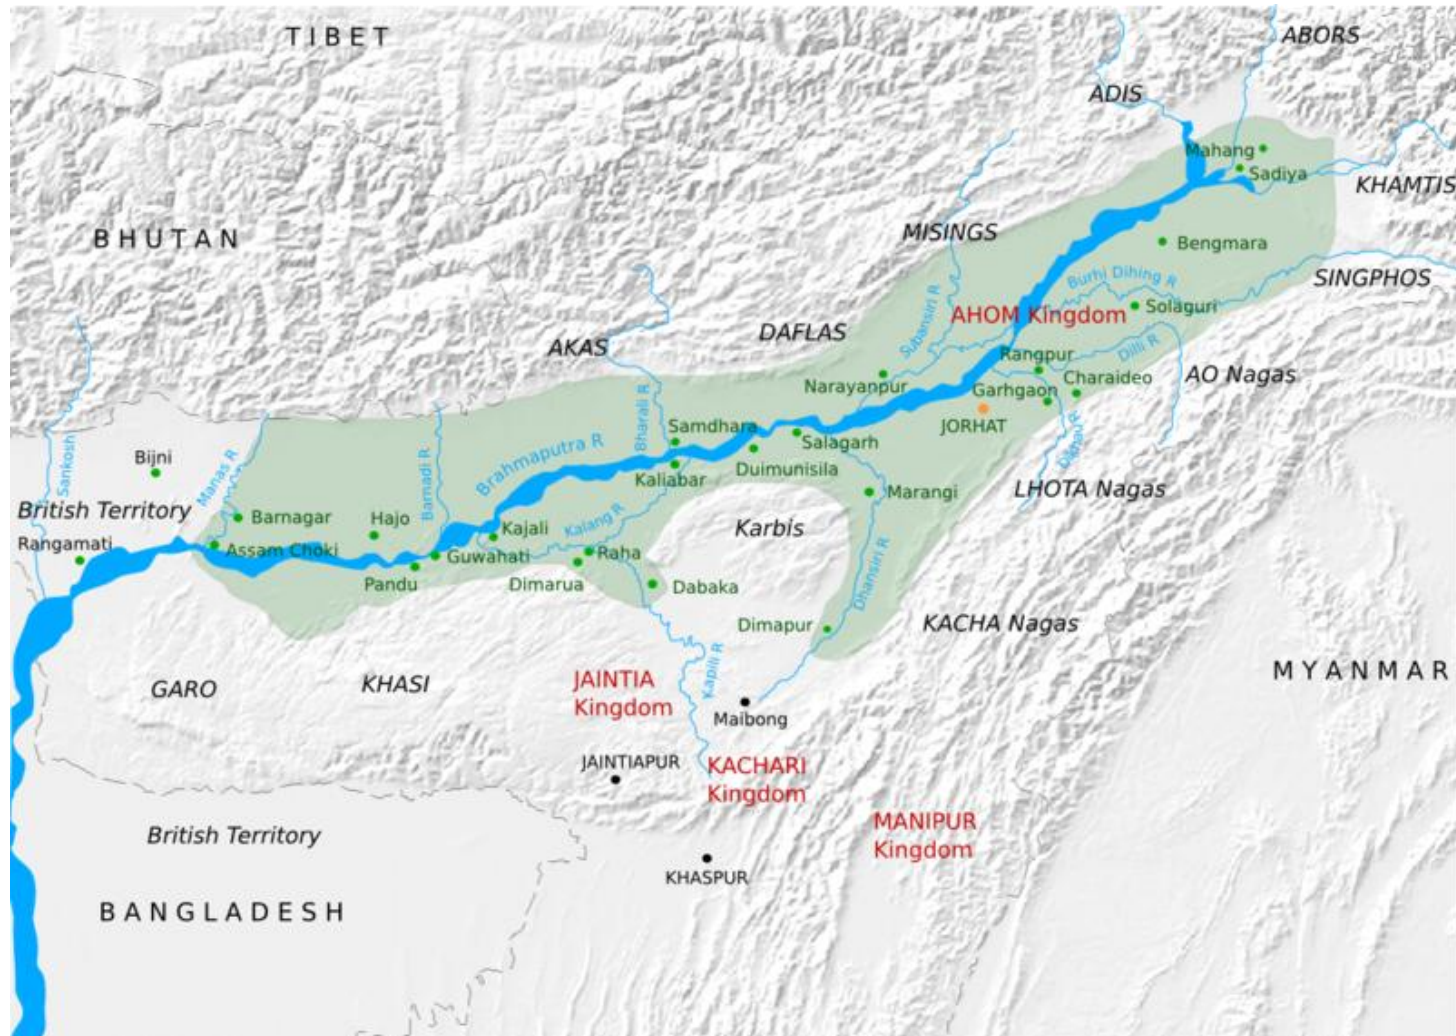 TIBET
ABORS
ADIS
Mahang
Sadiya
KHAMTIS
BHUTAN
MISINGS
Bengmara
Burhi Dihing R
SINGPHOS
Solaguri
AHOM Kingdom
Subansiri R
DAFLAS
AKAS
Rangpur
Dilli R
Narayanpur
Garhgaon
Charaideo
AO Nagas
JORHAT
Bharali R
Samdhara
Salagarh
Brahmaputra R
Duimunisila
Kaliabar
Sankosh
Bijni
Manas R
Barnadi R
Marangi
LHOTA Nagas
British Territory
Barnagar
Hajo
Kajali
Kalang R
Karbis
Rangamati
Assam Choki
Guwahati
Raha
Pandu
Dimarua
Dabaka
Dhansiri R
Dimapur
KACHA Nagas
GARO
KHASI
JAINTIA
Kingdom
Kapili R
MYANMAR
Maibong
JAINTIAPUR
KACHARI
Kingdom
British Territory
MANIPUR
Kingdom
KHASPUR
BANGLADESH